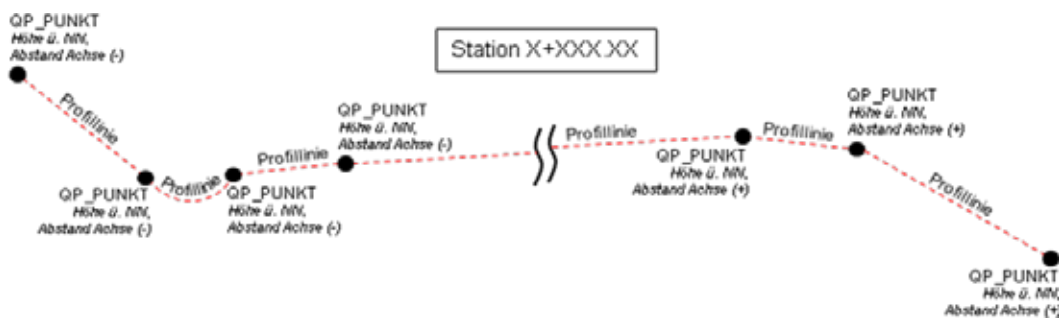 QP_PUNKT
Höhe ü. NN,
Abstand Achse (-)
Profillinie
QP_PUNKT
Höhe ü. NN,
Abstand Achse (-)
Profillinie
QP_PUNKT
Höhe ü. NN,
Abstand Achse (-)
Profillinie
QP_PUNKT
Höhe ü. NN,
Abstand Achse (-)
Station X+XXX.XX
Profillinie
QP_PUNKT
Höhe ü. NN,
Abstand Achse (+)
Profillinie
QP_PUNKT
Höhe ü. NN,
Abstand Achse (+)
Profillinie
QP_PUNKT
Höhe ü. NN,
Abstand Achse (+)